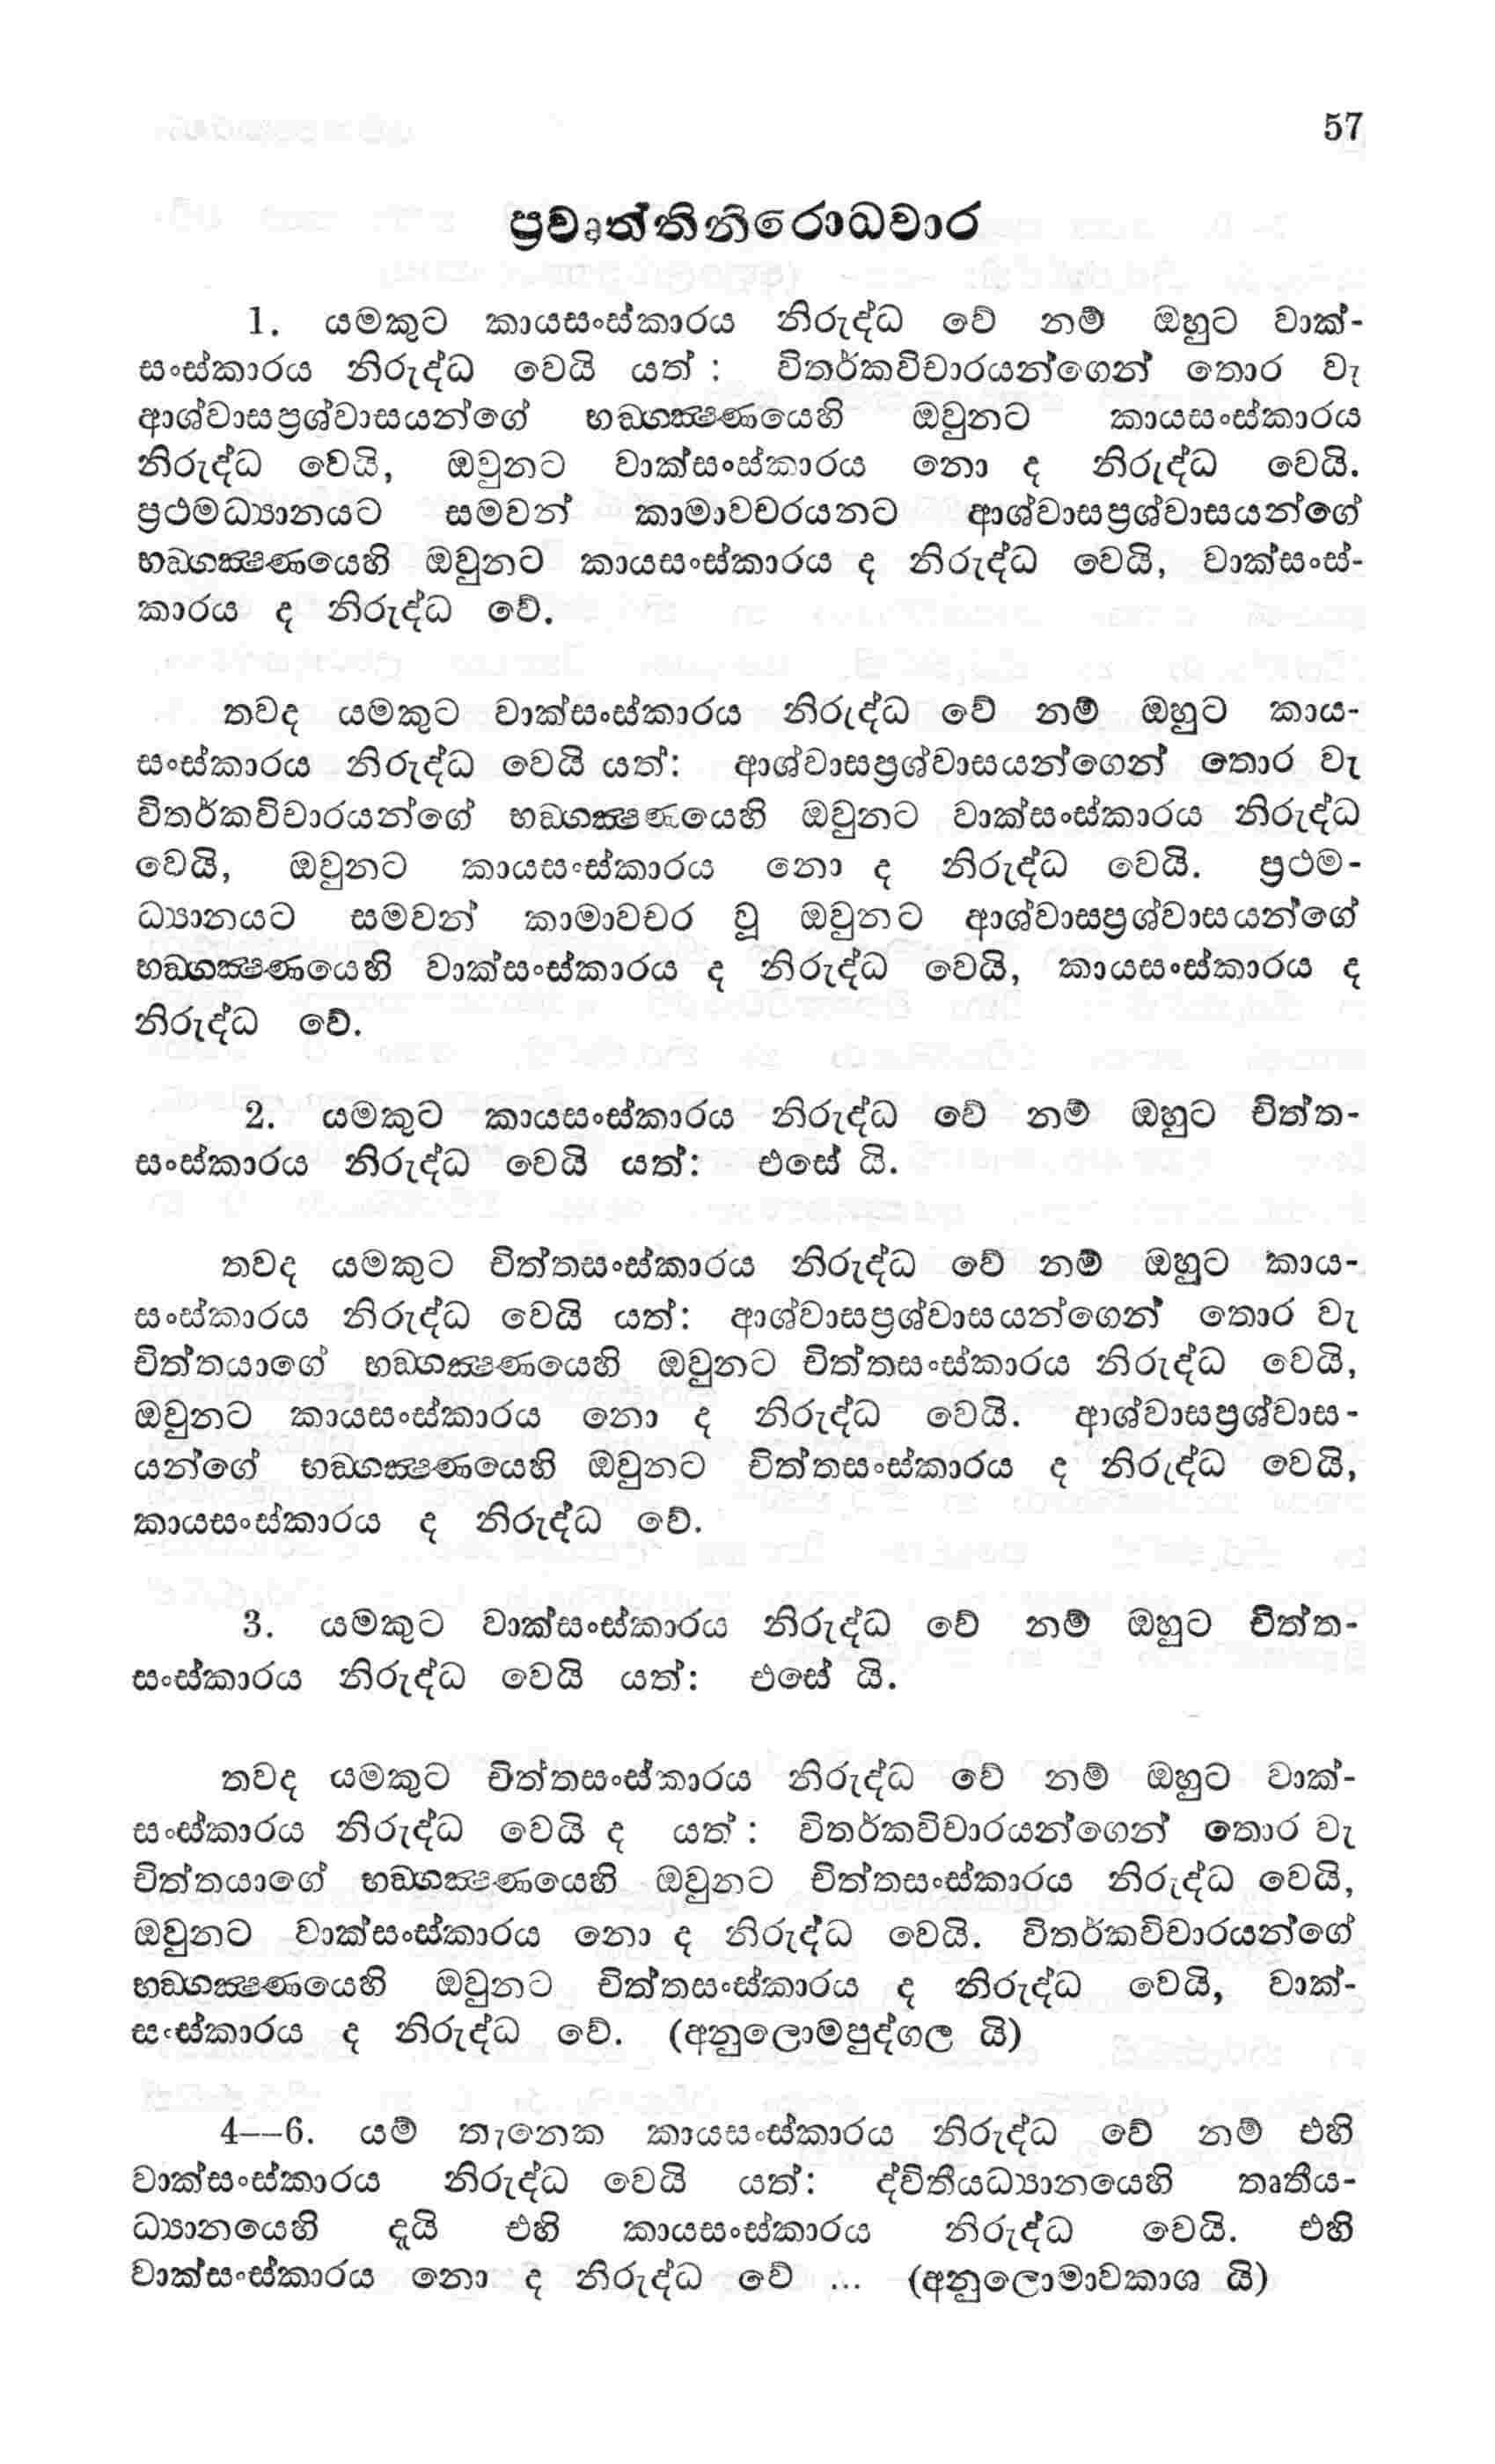 57
ප්‍රවෘත්තිනිරොධවාර
1. යමකුට කායසංස්කාරය නිරුද්ධ වේ නම් ඔහුට වාක්-
සංස්කාරය නිරුද්ධ වෙයි යත් : විතර්කවිචාරයන්ගෙන් තොර වැ
ආශ්වාසප්‍රශ්වාසයන්ගේ භඞ්ගක්‍ෂණයෙහි ඔවුනට කායසංස්කාරය
නිරුද්ධ වෙයි, ඔවුනට වාක්සංස්කාරය නො ද නිරුද්ධ වෙයි.
ප්‍රථමධ්‍යානයට සමවන් කාමාවචරයනට ආශ්වාසප්‍රශ්වාසයන්ගේ
භඞ්ගක්‍ෂණයෙහි ඔවුනට කායසංස්කාරය ද නිරුද්ධ වෙයි, වාක්සංස්-
කාරය ද නිරුද්ධ වේ.
තවද යමකුට වාක්සංස්කාරය නිරුද්ධ වේ නම් ඔහුට කාය-
සංස්කාරය නිරුද්ධ වෙයි යත්: ආශ්වාසප්‍රශ්වාසයන්ගෙන් තොර වැ
විතර්කවිචාරයන්ගේ භඞ්ගක්‍ෂණයෙහි ඔවුනට වාක්සංස්කාරය නිරුද්ධ
වෙයි, ඔවුනට කායසංස්කාරය නො ද නිරුද්ධ වෙයි. ප්‍රථම-
ධ්‍යානයට සමවන් කාමාවචර වූ ඔවුනට ආශ්වාසප්‍රශ්වාසයන්ගේ
භඞ්ගක්‍ෂණයෙහි වාක්සංස්කාරය ද නිරුද්ධ වෙයි, කායසංස්කාරය ද
නිරුද්ධ වේ.
2. යමකුට කායසංස්කාරය නිරුද්ධ වේ නම් ඔහුට චිත්ත-
සංස්කාරය නිරුද්ධ වෙයි යත්: එසේ යි.
තවද යමකුට චිත්තසංස්කාරය නිරුද්ධ වේ නම් ඔහුට කාය-
සංස්කාරය නිරුද්ධ වෙයි යත්: ආශ්වාසප්‍රශ්වාසයන්ගෙන් තොර වැ
චිත්තයාගේ භඞ්ගක්‍ෂණයෙහි ඔවුනට චිත්තසංස්කාරය නිරුද්ධ වෙයි,
ඔවුනට කායසංස්කාරය නො ද නිරුද්ධ වෙයි. ආශ්වාසප්‍රශ්වාස-
යන්ගේ භඞ්ගක්‍ෂණයෙහි ඔවුනට චිත්තසංස්කාරය ද නිරුද්ධ වෙයි,
කායසංස්කාරය ද නිරුද්ධ වේ.
3. යමකුට වාක්සංස්කාරය නිරුද්ධ වේ නම් ඔහුට චිත්ත-
සංස්කාරය නිරුද්ධ වෙයි යත්: එසේ යි.
තවද යමකුට චිත්තසංස්කාරය නිරුද්ධ වේ නම් ඔහුට වාක්-
සංස්කාරය නිරුද්ධ වෙයි ද යත් : විතර්කවිචාරයන්ගෙන් තොර වැ
චිත්තයාගේ භඞ්ගක්‍ෂණයෙහි ඔවුනට චිත්තසංස්කාරය නිරුද්ධ වෙයි,
ඔවුනට වාක්සංස්කාරය නො ද නිරුද්ධ වෙයි. විතර්කවිචාරයන්ගේ
භඞ්ගක්‍ෂණයෙහි ඔවුනට චිත්තසංස්කාරය ද නිරුද්ධ වෙයි, වාක්-
සංස්කාරය ද නිරුද්ධ වේ. (අනුලොමපුද්ගල යි)
4—6. යම් තැනෙක කායසංස්කාරය නිරුද්ධ වේ නම් එහි
වාක්සංස්කාරය නිරුද්ධ වෙයි යත්: ද්විතීයධ්‍යානයෙහි තෘතීය-
ධ්‍යානයෙහි දැයි එහි කායසංස්කාරය නිරුද්ධ වෙයි. එහි
වාක්සංස්කාරය නො ද නිරුද්ධ වේ ... (අනුලොමාවකාශ යි)